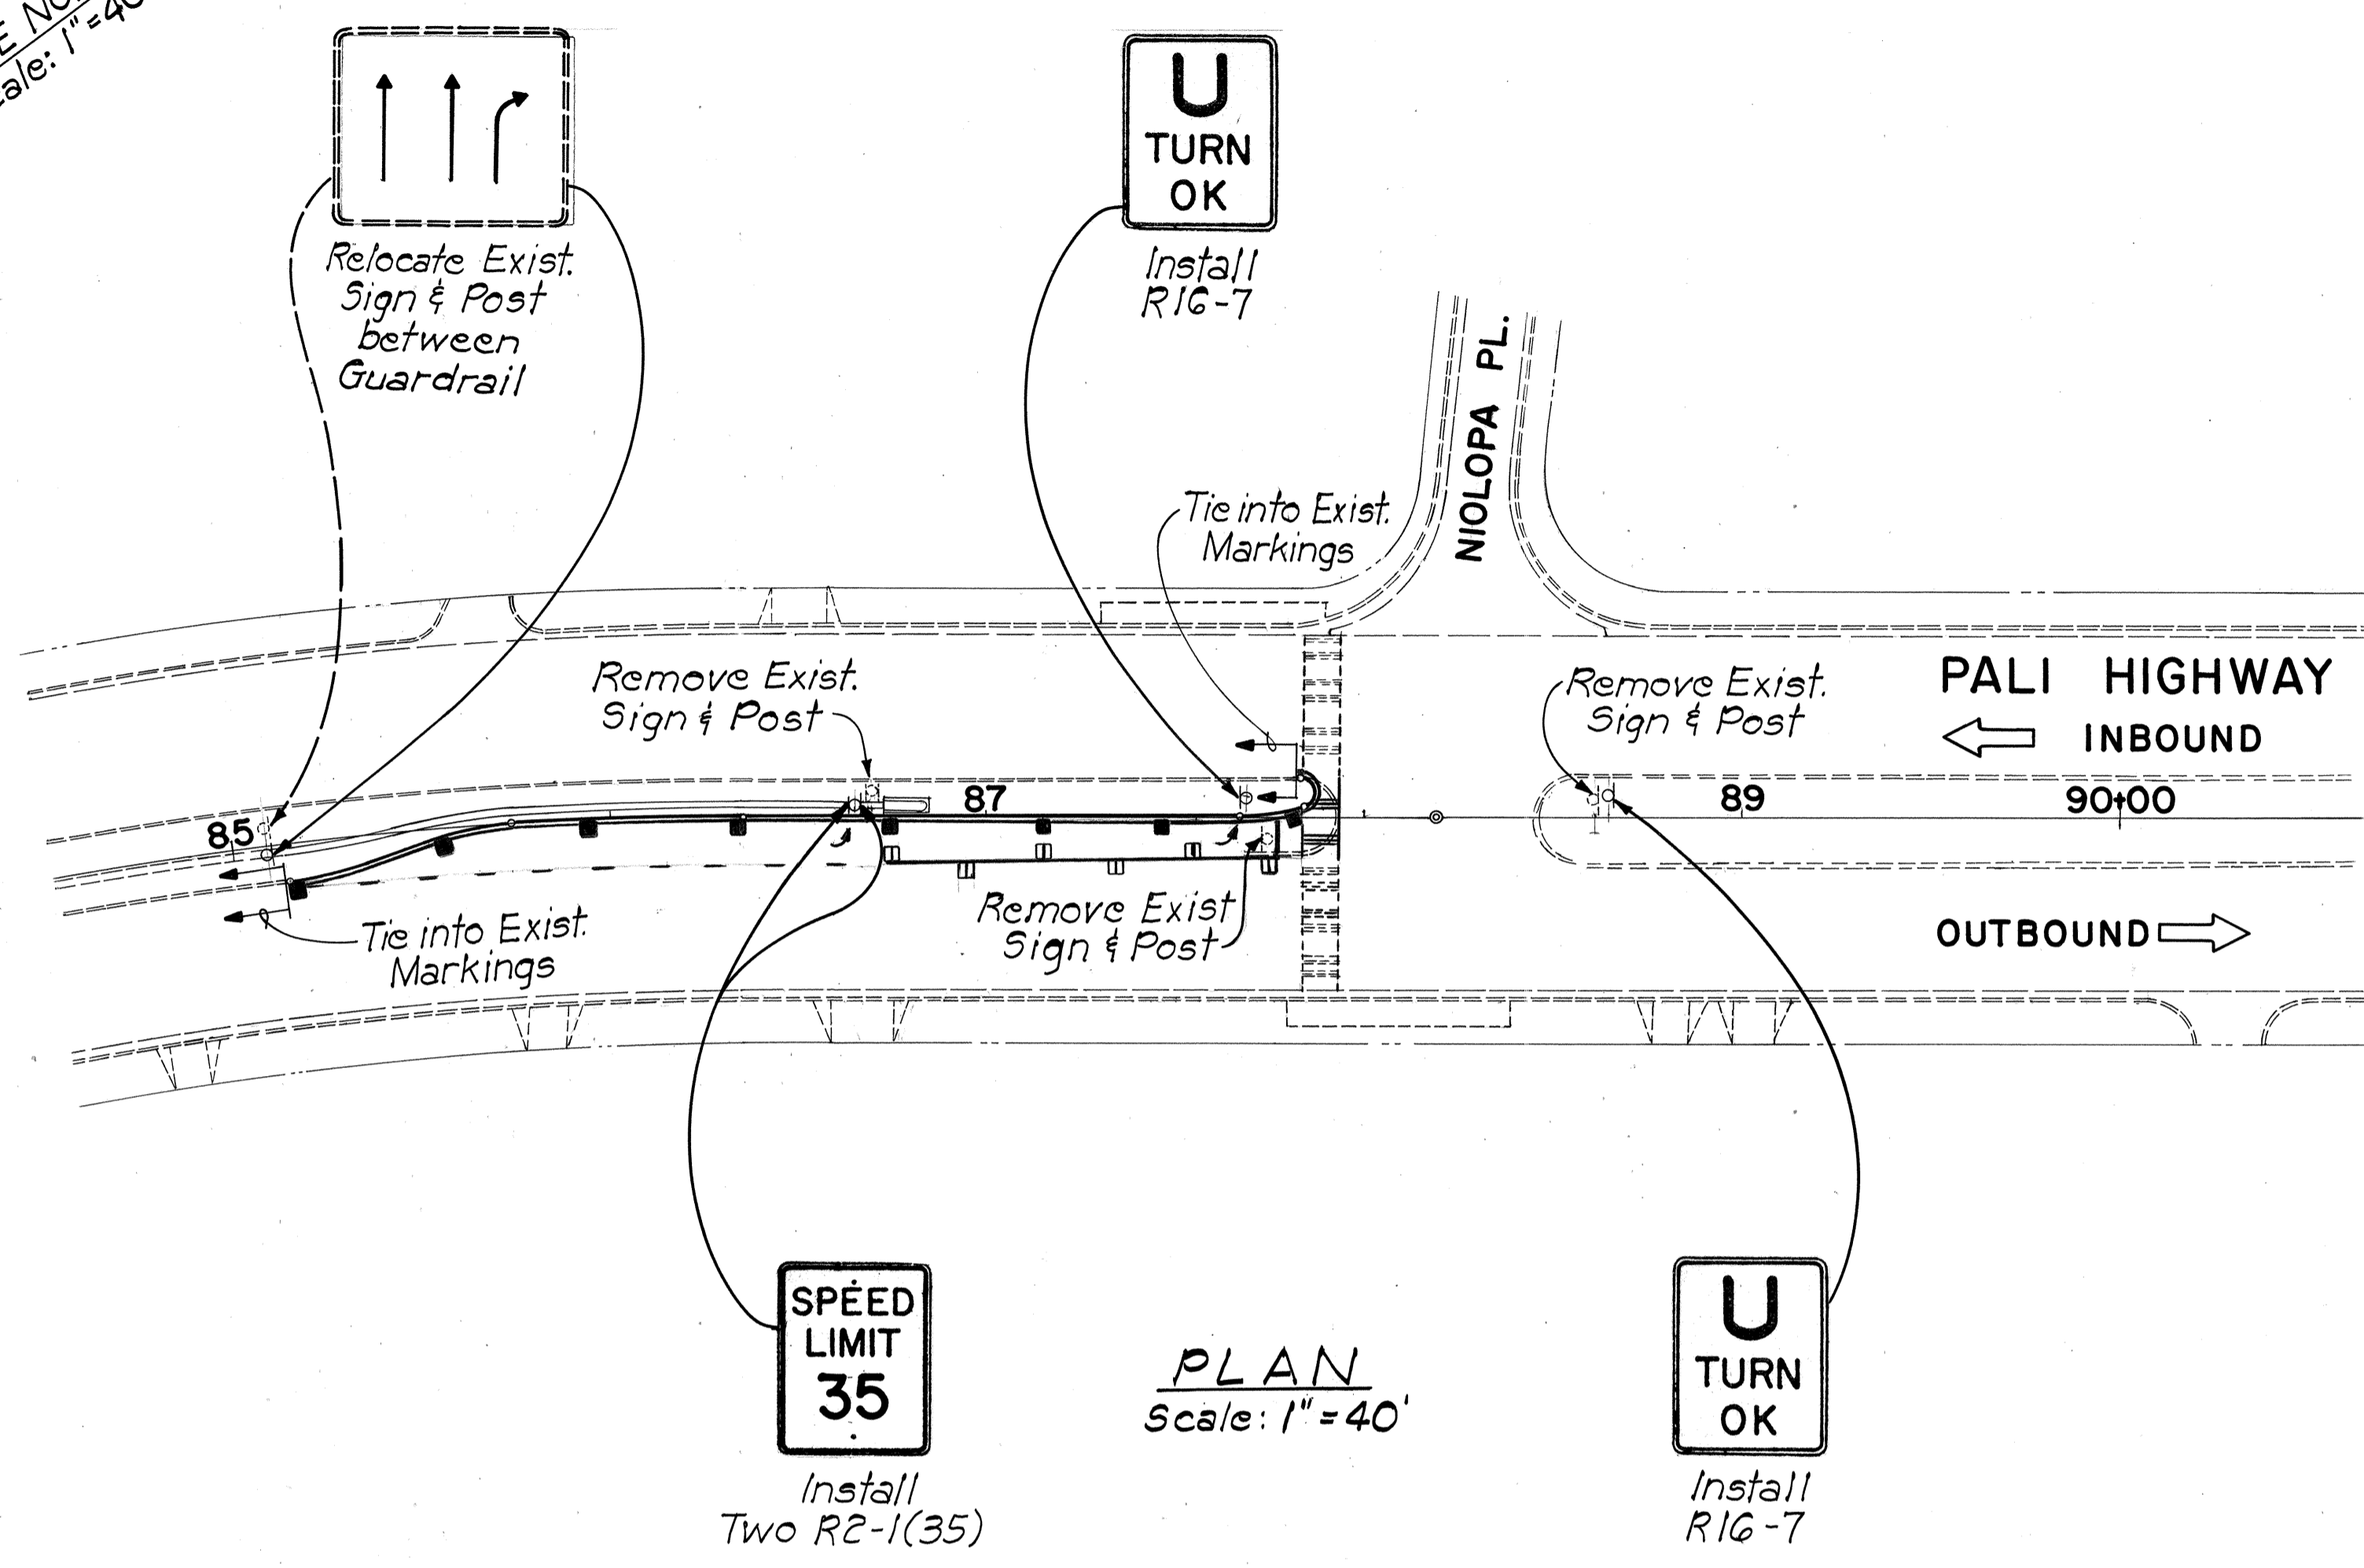 Scale: 1"=40'
U
TURN
OK
Relocate Exist.
Sign & Post
between
Guardrail
Install
R16-7
NIOLOPA PL.
Tie into Exist.
Markings
Remove Exist.
Sign & Post
Remove Exist.
Sign & Post
PALI HIGHWAY
INBOUND
85
87
89
90+00
Remove Exist
Sign & Post
OUTBOUND
Tie into Exist.
Markings
SPEED
LIMIT
35
Install
Two R2-1(35)
PLAN
Scale: 1"=40'
U
TURN
OK
Install
R16-7